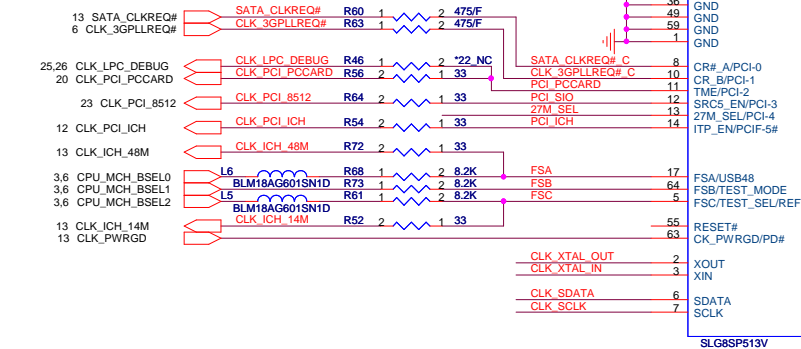 36 GND
49 GND
59 GND
1 GND
13 SATA_CLKREQ# SATA_CLKREQ# R60 1 2 475/F
6 CLK_3GPLLREQ# CLK_3GPLLREQ# R63 1 2 475/F
25,26 CLK_LPC_DEBUG CLK_LPC_DEBUG R46 1 2 *22_NC SATA_CLKREQ#_C 8 CR#_A/PCI-0
20 CLK_PCI_PCCARD CLK_PCI_PCCARD R56 2 1 33 CLK_3GPLLREQ#_C 10 CR_B/PCI-1
PCI_PCCARD 11 TME/PCI-2
23 CLK_PCI_8512 CLK_PCI_8512 R64 2 1 33 PCI_SIO 12 SRC5_EN/PCI-3
27M_SEL 13 27M_SEL/PCI-4
12 CLK_PCI_ICH CLK_PCI_ICH R54 2 1 33 PCI_ICH 14 ITP_EN/PCIF-5#
13 CLK_ICH_48M CLK_ICH_48M R72 2 1 33
3,6 CPU_MCH_BSEL0 L6 R68 1 2 8.2K FSA 17 FSA/USB48
3,6 CPU_MCH_BSEL1 BLM18AG601SN1D R73 1 2 8.2K FSB 64 FSB/TEST_MODE
3,6 CPU_MCH_BSEL2 L5 R61 1 2 8.2K FSC 5 FSC/TEST_SEL/REF
BLM18AG601SN1D
13 CLK_ICH_14M CLK_ICH_14M R52 2 1 33 55 RESET#
13 CLK_PWRGD 63 CK_PWRGD/PD#
CLK_XTAL_OUT 2 XOUT
CLK_XTAL_IN 3 XIN
CLK_SDATA 6 SDATA
CLK_SCLK 7 SCLK
SLG8SP513V